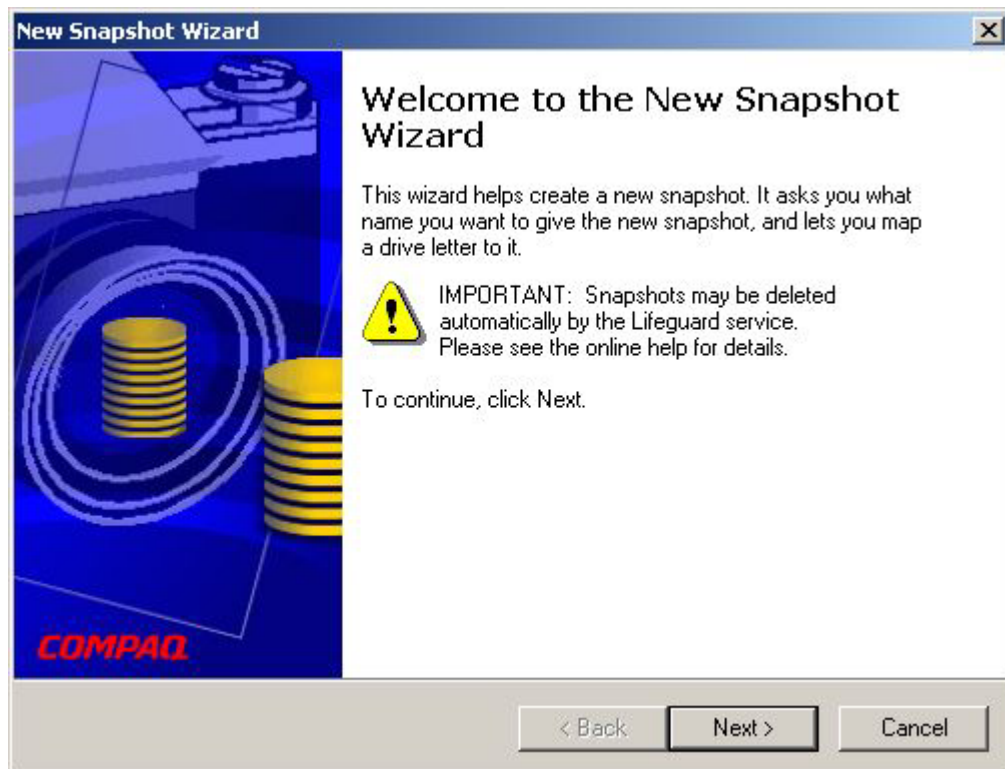 New Snapshot Wizard
Welcome to the New Snapshot
Wizard
This wizard helps create a new snapshot. It asks you what
name you want to give the new snapshot, and lets you map
a drive letter to it.
IMPORTANT: Snapshots may be deleted
automatically by the Lifeguard service.
Please see the online help for details.
To continue, click Next.
COMPAQ
< Back
Next >
Cancel